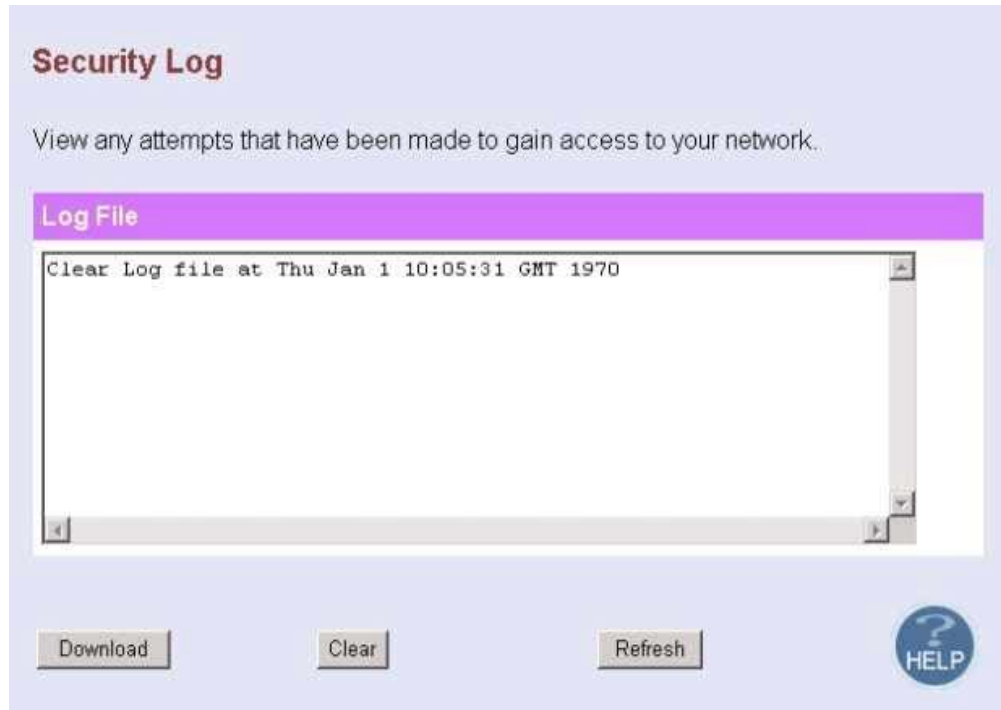 Security Log
View any attempts that have been made to gain access to your network.
Log File
Clear Log file at Thu Jan 1 10:05:31 GMT 1970
Download Clear Refresh ? HELP